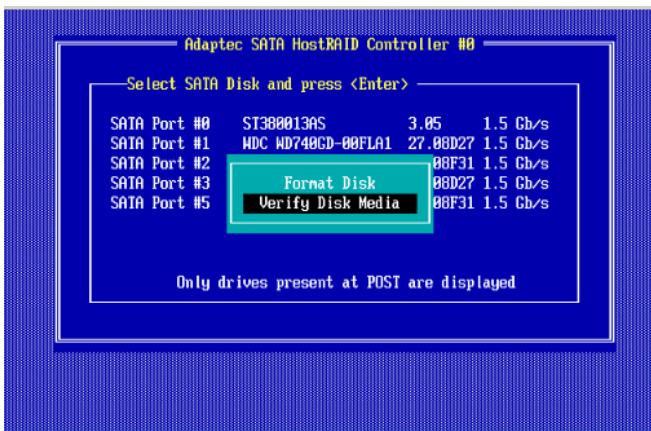 Adaptec SATA HostRAID Controller #0
Select SATA Disk and press <Enter>
SATA Port #0 ST380013AS 3.05 1.5 Gb/s
SATA Port #1 WDC WD740GD-00FLA1 27.08D27 1.5 Gb/s
SATA Port #2 08F31 1.5 Gb/s
SATA Port #3 Format Disk 08D27 1.5 Gb/s
SATA Port #5 Verify Disk Media 08F31 1.5 Gb/s
Only drives present at POST are displayed